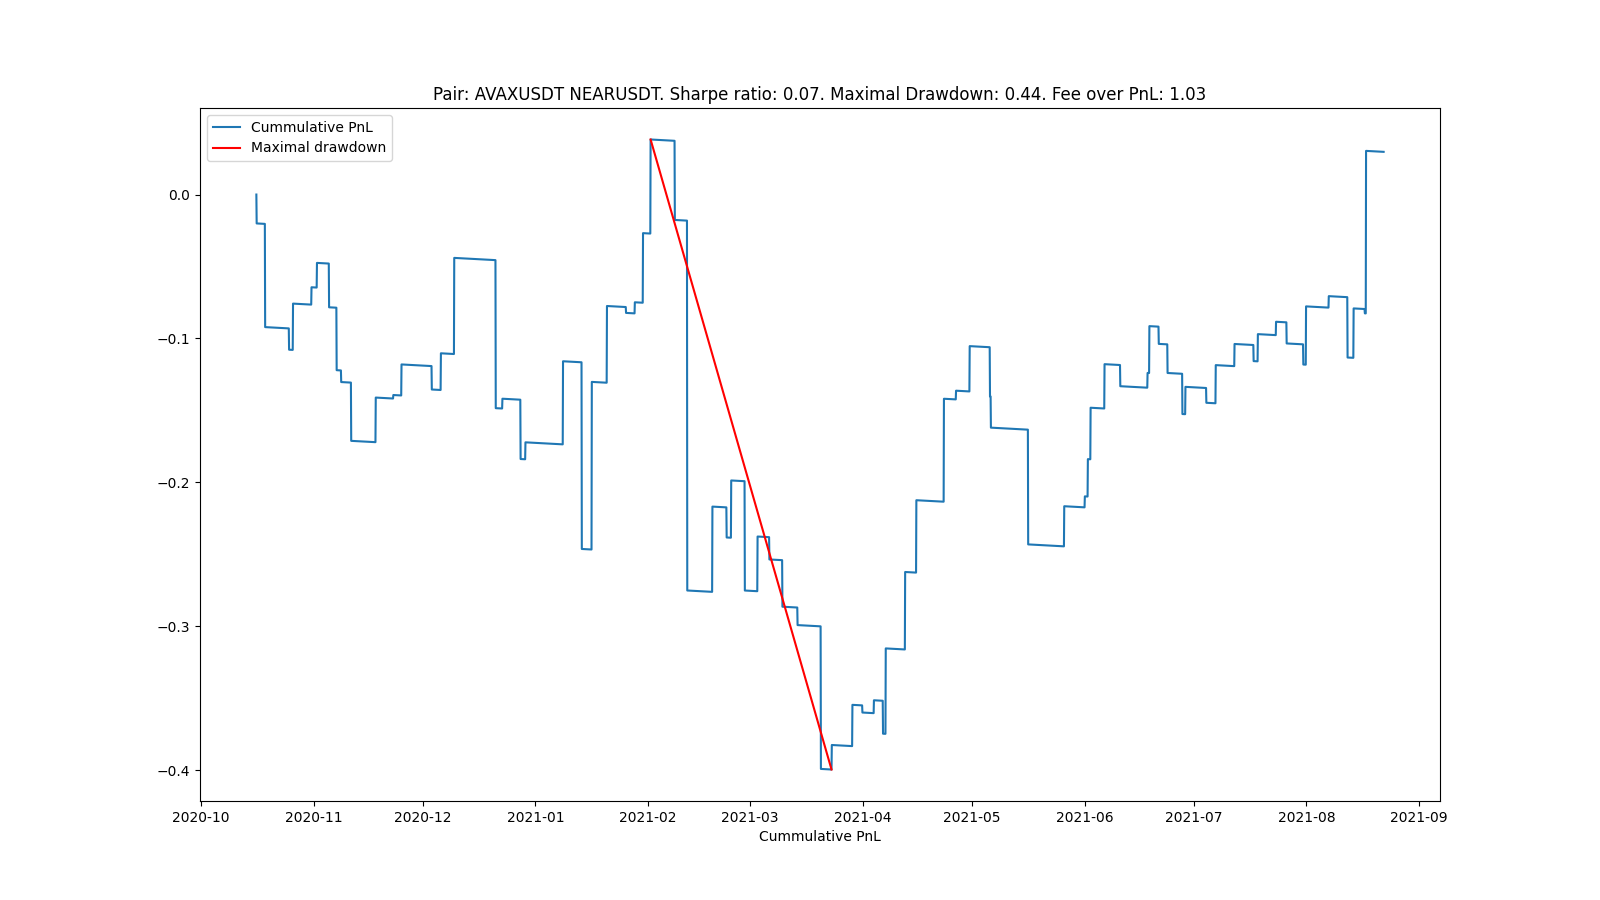 Pair: AVAXUSDT NEARUSDT. Sharpe ratio: 0.07. Maximal Drawdown: 0.44. Fee over PnL: 1.03
Cummulative PnL
Maximal drawdown
0.0
−0.1
−0.2
−0.3
−0.4
2020-10 2020-11 2020-12 2021-01 2021-02 2021-03 2021-04 2021-05 2021-06 2021-07 2021-08 2021-09
Cummulative PnL